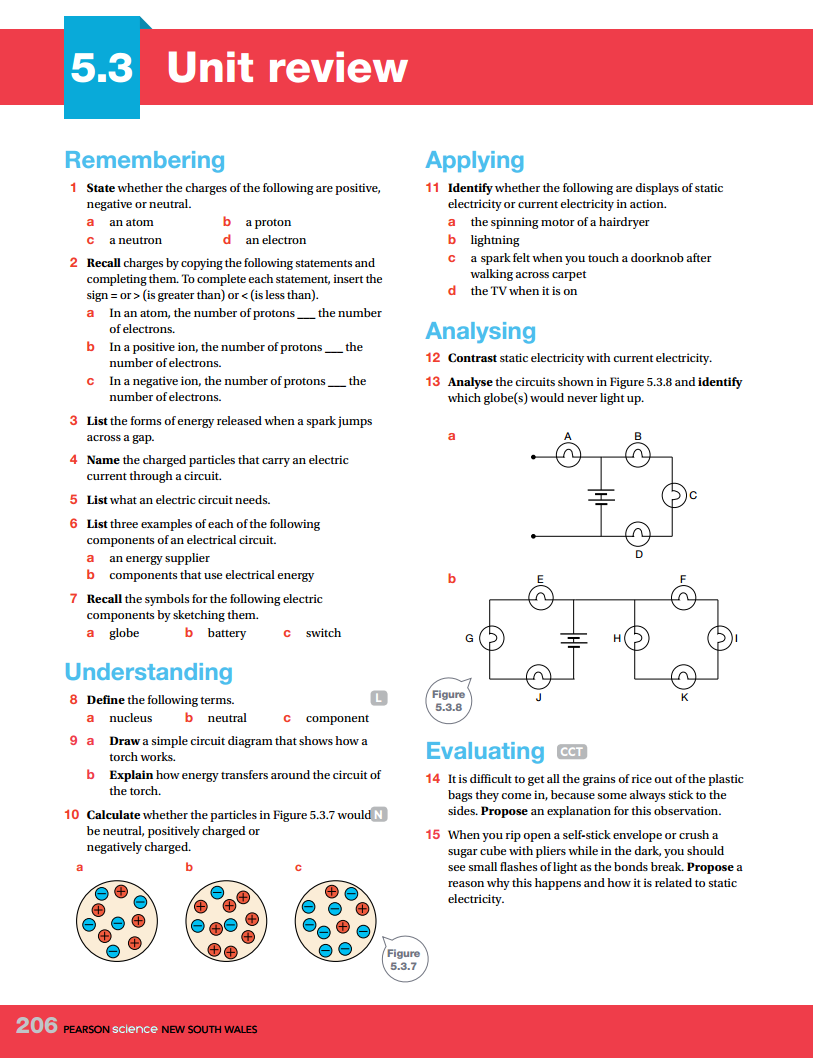 5.3 Unit review
Remembering
1 State whether the charges of the following are positive,
negative or neutral.
a an atom b a proton
c a neutron d an electron
2 Recall charges by copying the following statements and
completing them. To complete each statement, insert the
sign = or > (is greater than) or < (is less than).
a In an atom, the number of protons ___ the number
of electrons.
b In a positive ion, the number of protons ___ the
number of electrons.
c In a negative ion, the number of protons ___ the
number of electrons.
3 List the forms of energy released when a spark jumps
across a gap.
4 Name the charged particles that carry an electric
current through a circuit.
5 List what an electric circuit needs.
6 List three examples of each of the following
components of an electrical circuit.
a an energy supplier
b components that use electrical energy
7 Recall the symbols for the following electric
components by sketching them.
a globe b battery c switch
Understanding
8 Define the following terms. L
a nucleus b neutral c component
9 a Draw a simple circuit diagram that shows how a
torch works.
b Explain how energy transfers around the circuit of
the torch.
10 Calculate whether the particles in Figure 5.3.7 would N
be neutral, positively charged or
negatively charged.
a b c
Figure
5.3.7
Applying
11 Identify whether the following are displays of static
electricity or current electricity in action.
a the spinning motor of a hairdryer
b lightning
c a spark felt when you touch a doorknob after
walking across carpet
d the TV when it is on
Analysing
12 Contrast static electricity with current electricity.
13 Analyse the circuits shown in Figure 5.3.8 and identify
which globe(s) would never light up.
a
A B
C
D
b
E F
G H I
J K
Figure
5.3.8
Evaluating CCT
14 It is difficult to get all the grains of rice out of the plastic
bags they come in, because some always stick to the
sides. Propose an explanation for this observation.
15 When you rip open a self-stick envelope or crush a
sugar cube with pliers while in the dark, you should
see small flashes of light as the bonds break. Propose a
reason why this happens and how it is related to static
electricity.
206 PEARSON science NEW SOUTH WALES